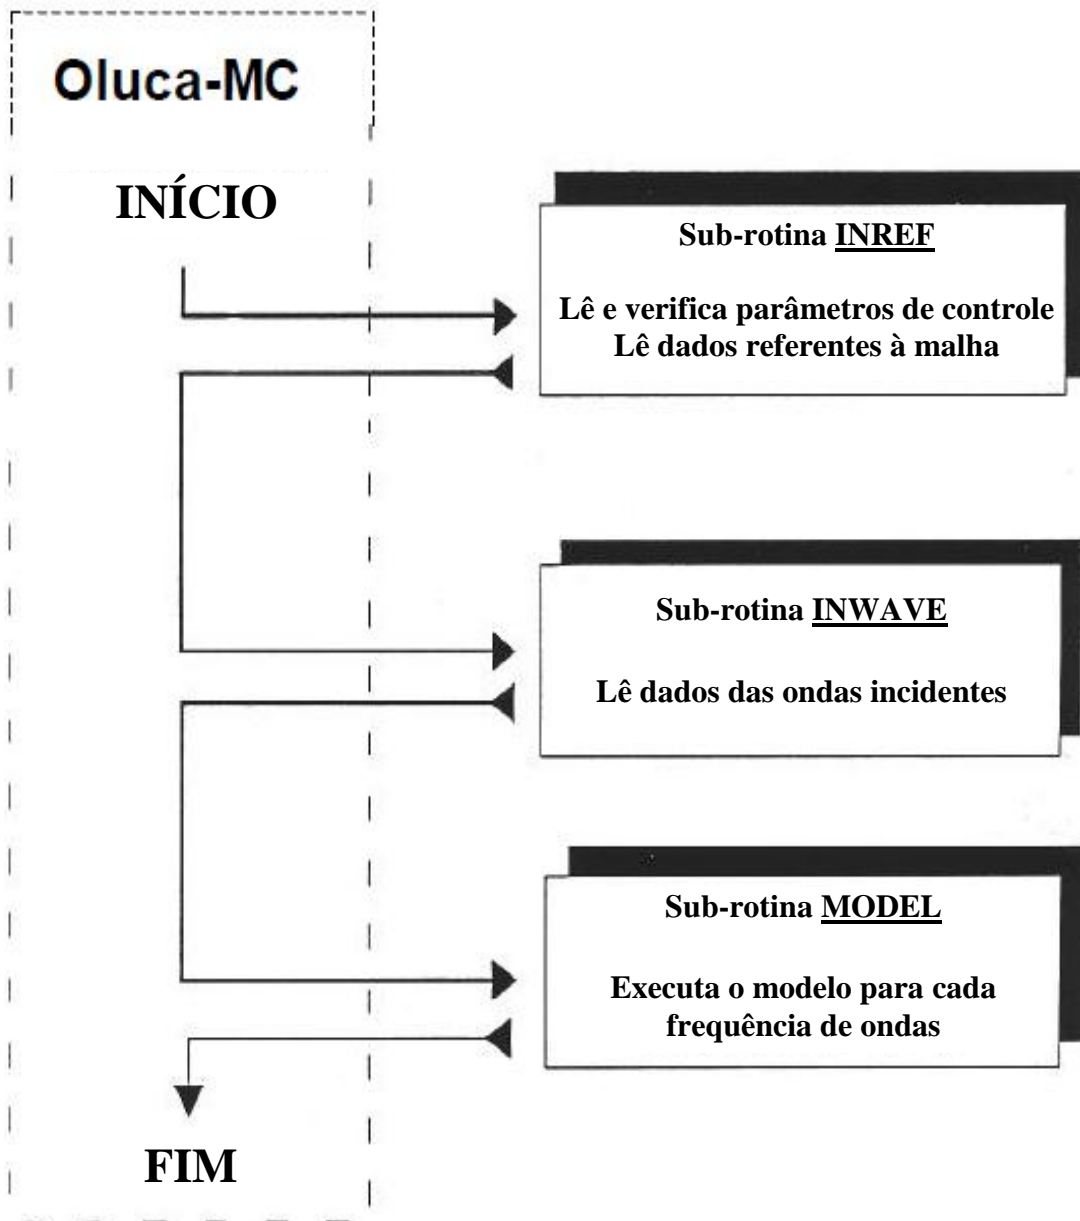 Oluca-MC
INÍCIO
Sub-rotina INREF
Lê e verifica parâmetros de controle
Lê dados referentes à malha
Sub-rotina INWAVE
Lê dados das ondas incidentes
Sub-rotina MODEL
Executa o modelo para cada
frequência de ondas
FIM